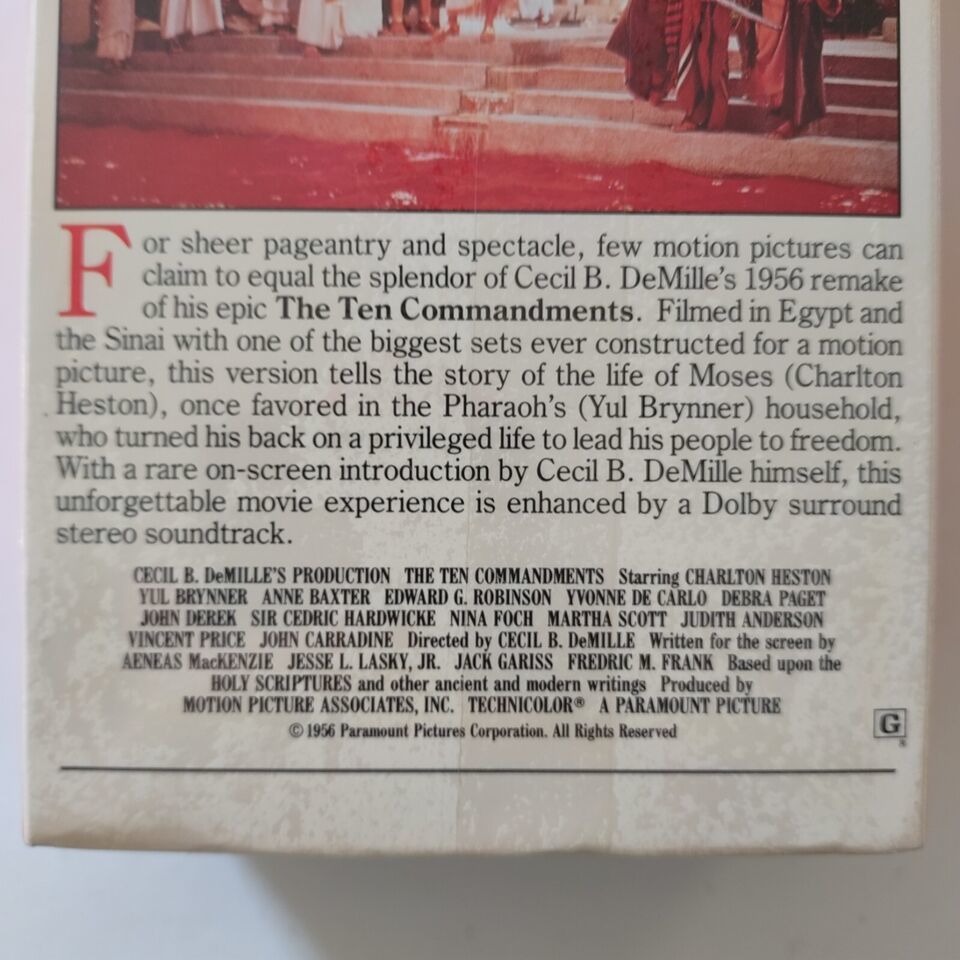 For sheer pageantry and spectacle, few motion pictures can
claim to equal the splendor of Cecil B. DeMille's 1956 remake
of his epic The Ten Commandments. Filmed in Egypt and
the Sinai with one of the biggest sets ever constructed for a motion
picture, this version tells the story of the life of Moses (Charlton
Heston), once favored in the Pharaoh's (Yul Brynner) household,
who turned his back on a privileged life to lead his people to freedom.
With a rare on-screen introduction by Cecil B. DeMille himself, this
unforgettable movie experience is enhanced by a Dolby surround
stereo soundtrack.
CECIL B. DeMILLE'S PRODUCTION THE TEN COMMANDMENTS Starring CHARLTON HESTON
YUL BRYNNER ANNE BAXTER EDWARD G. ROBINSON YVONNE DE CARLO DEBRA PAGET
JOHN DEREK SIR CEDRIC HARDWICKE NINA FOCH MARTHA SCOTT JUDITH ANDERSON
VINCENT PRICE JOHN CARRADINE Directed by CECIL B. DeMILLE Written for the screen by
AENEAS MacKENZIE JESSE L. LASKY, JR. JACK GARISS FREDRIC M. FRANK Based upon the
HOLY SCRIPTURES and other ancient and modern writings Produced by
MOTION PICTURE ASSOCIATES, INC. TECHNICOLOR® A PARAMOUNT PICTURE
© 1956 Paramount Pictures Corporation. All Rights Reserved
G ®